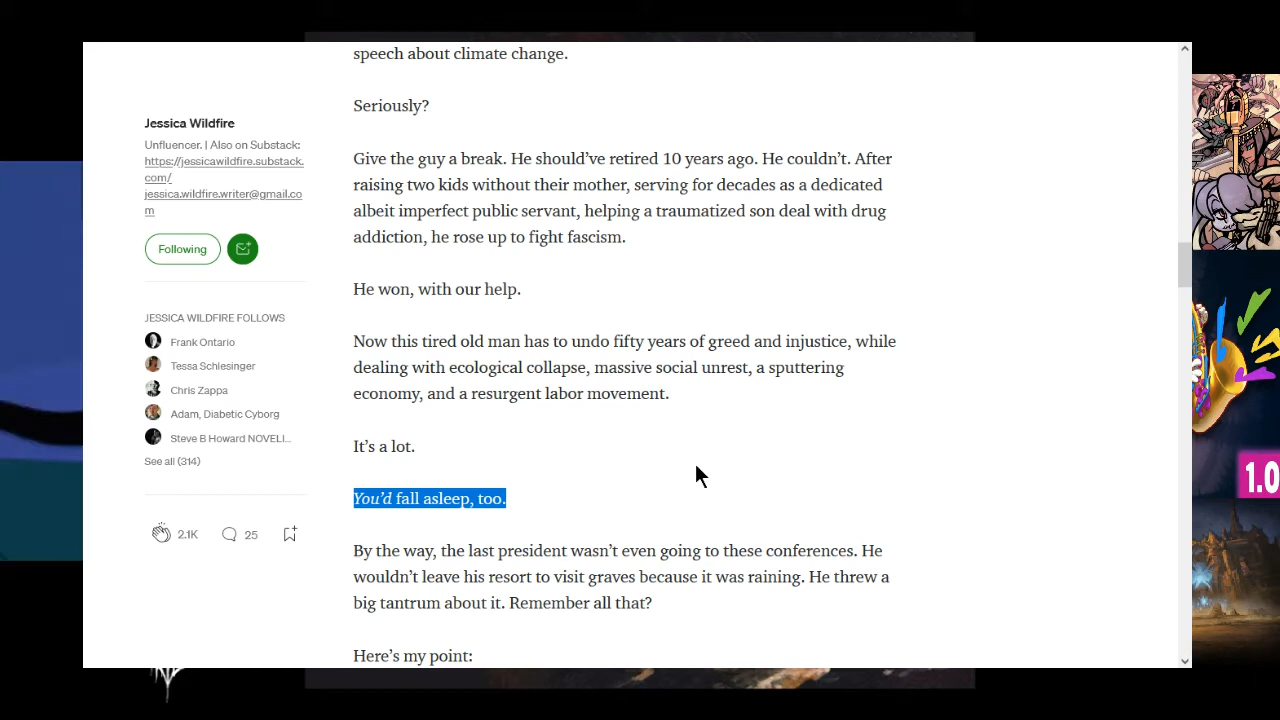 speech about climate change.
Seriously?
Give the guy a break. He should’ve retired 10 years ago. He couldn’t. After
raising two kids without their mother, serving for decades as a dedicated
albeit imperfect public servant, helping a traumatized son deal with drug
addiction, he rose up to fight fascism.
He won, with our help.
Now this tired old man has to undo fifty years of greed and injustice, while
dealing with ecological collapse, massive social unrest, a sputtering
economy, and a resurgent labor movement.
It’s a lot.
You’d fall asleep, too.
By the way, the last president wasn’t even going to these conferences. He
wouldn’t leave his resort to visit graves because it was raining. He threw a
big tantrum about it. Remember all that?
Here’s my point:
Jessica Wildfire
Unfluencer. | Also on Substack:
https://jessicawildfire.substack.
com/
jessica.wildfire.writer@gmail.co
m
Following
JESSICA WILDFIRE FOLLOWS
Frank Ontario
Tessa Schlesinger
Chris Zappa
Adam, Diabetic Cyborg
Steve B Howard NOVELI...
See all (314)
2.1K
25
1.0